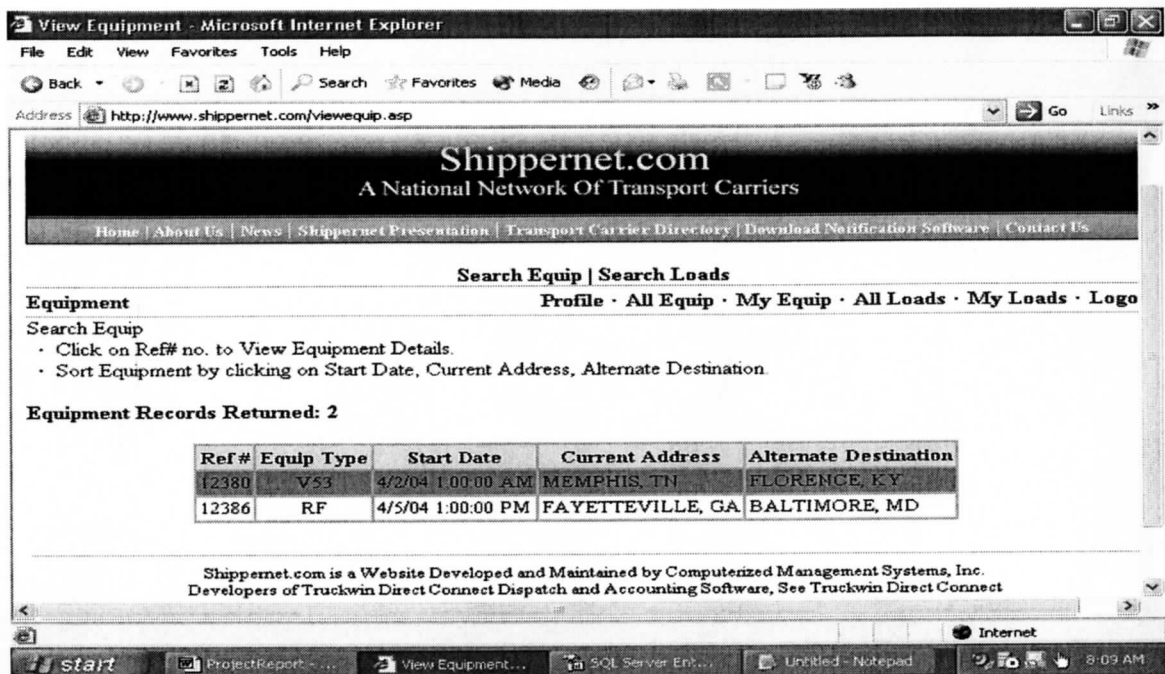 View Equipment - Microsoft Internet Explorer
File Edit View Favorites Tools Help
Back Search Favorites Media
Address http://www.shippernet.com/viewequip.asp Go Links »
Shippernet.com
A National Network Of Transport Carriers
Home | About Us | News | Shippernet Presentation | Transport Carrier Directory | Download Notification Software | Contact Us
Search Equip | Search Loads
Equipment Profile · All Equip · My Equip · All Loads · My Loads · Logo
Search Equip
· Click on Ref# no. to View Equipment Details.
· Sort Equipment by clicking on Start Date, Current Address, Alternate Destination.
Equipment Records Returned: 2
Ref # Equip Type Start Date Current Address Alternate Destination
12380 V53 4/2/04 1:00:00 AM MEMPHIS, TN FLORENCE, KY
12386 RF 4/5/04 1:00:00 PM FAYETTEVILLE, GA BALTIMORE, MD
Shippernet.com is a Website Developed and Maintained by Computerized Management Systems, Inc.
Developers of Truckwin Direct Connect Dispatch and Accounting Software, See Truckwin Direct Connect
Internet
start ProjectReport - ... View Equipment... SQL Server Ent... Untitled - Notepad 8:09 AM